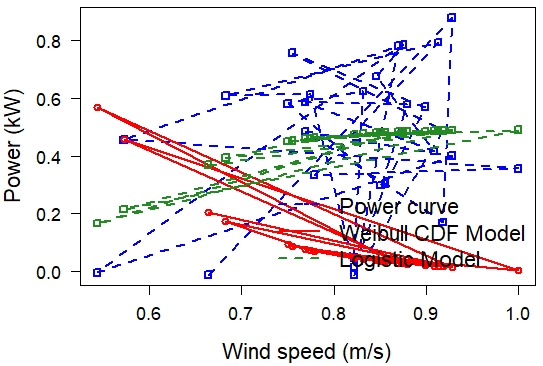 0.8
0.6
0.4
0.2
0.0
Power (kW)
Power curve
Weibull CDF Model
Logistic Model
0.6 0.7 0.8 0.9 1.0
Wind speed (m/s)